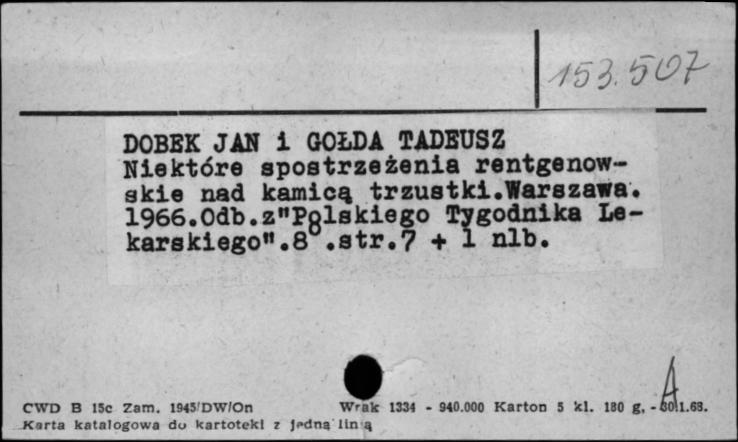 153.507
DOBEK JAN i GOŁDA TADEUSZ
Niektóre spostrzeżenia rentgenow-
skie nad kamicą trzustki.Warszawa.
1966.Odb.z"Polskiego Tygodnika Le-
karskiego".8°.str.7 + 1 nlb.
A
CWD B 15c Zam. 1945/DW/On Wrak 1334 - 940.000 Karton 5 kl. 180 g, - 30.1.68.
Karta katalogowa do kartoteki z jedną linią